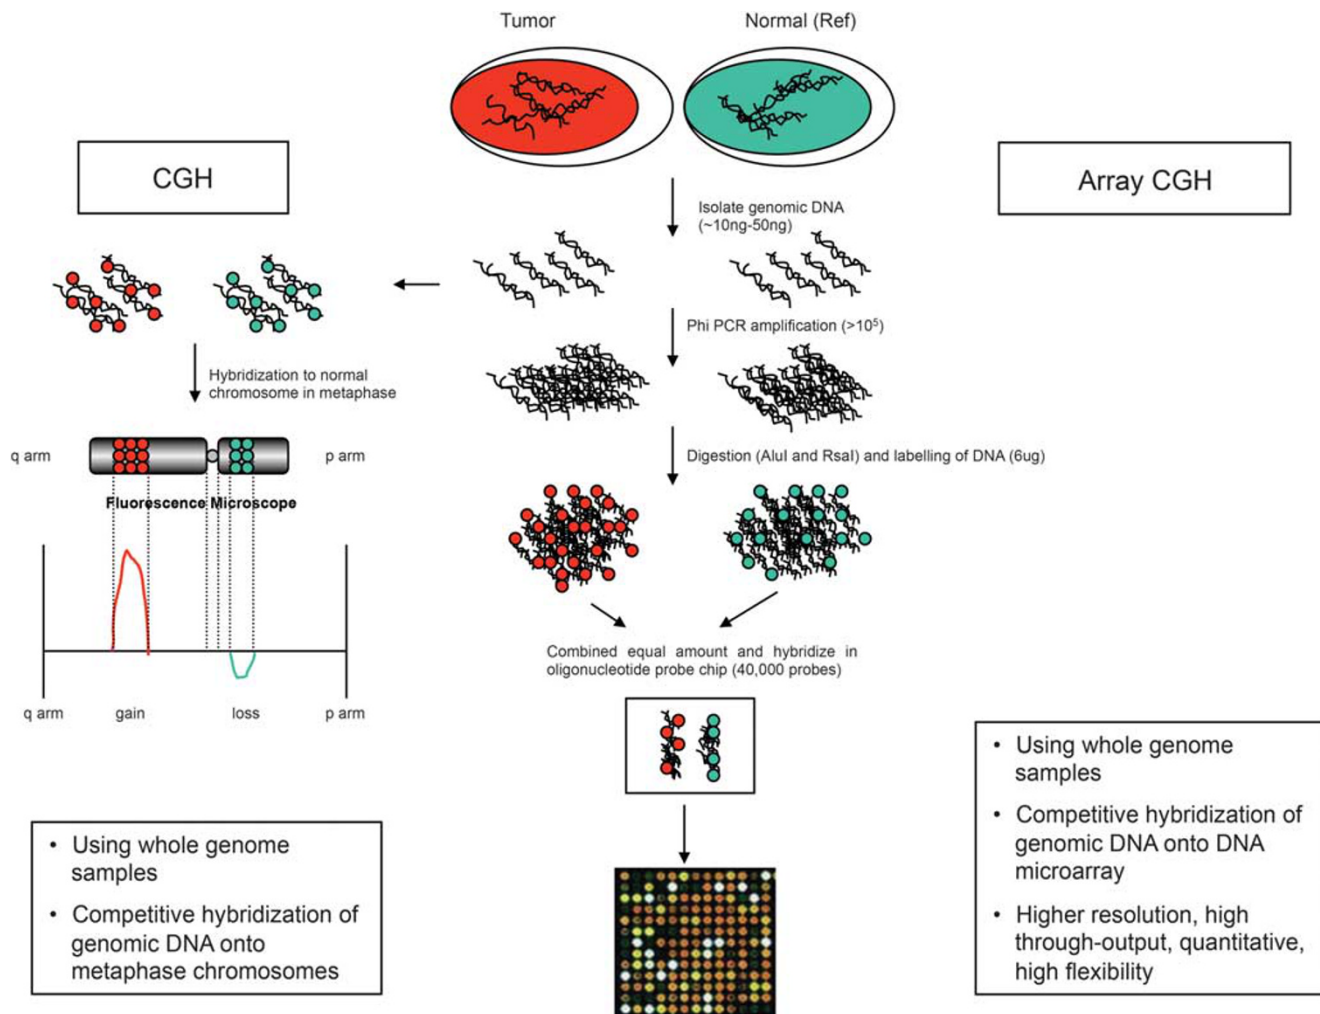 Tumor
Normal (Ref)
CGH
Array CGH
Isolate genomic DNA
(~10ng-50ng)
Phi PCR amplification (>10⁵)
Hybridization to normal
chromosome in metaphase
q arm
p arm
Digestion (AluI and RsaI) and labelling of DNA (6ug)
Fluorescence Microscope
Combined equal amount and hybridize in
oligonucleotide probe chip (40,000 probes)
q arm
gain
loss
p arm
• Using whole genome
samples
• Competitive hybridization of
genomic DNA onto
metaphase chromosomes
• Using whole genome
samples
• Competitive hybridization of
genomic DNA onto DNA
microarray
• Higher resolution, high
through-output, quantitative,
high flexibility